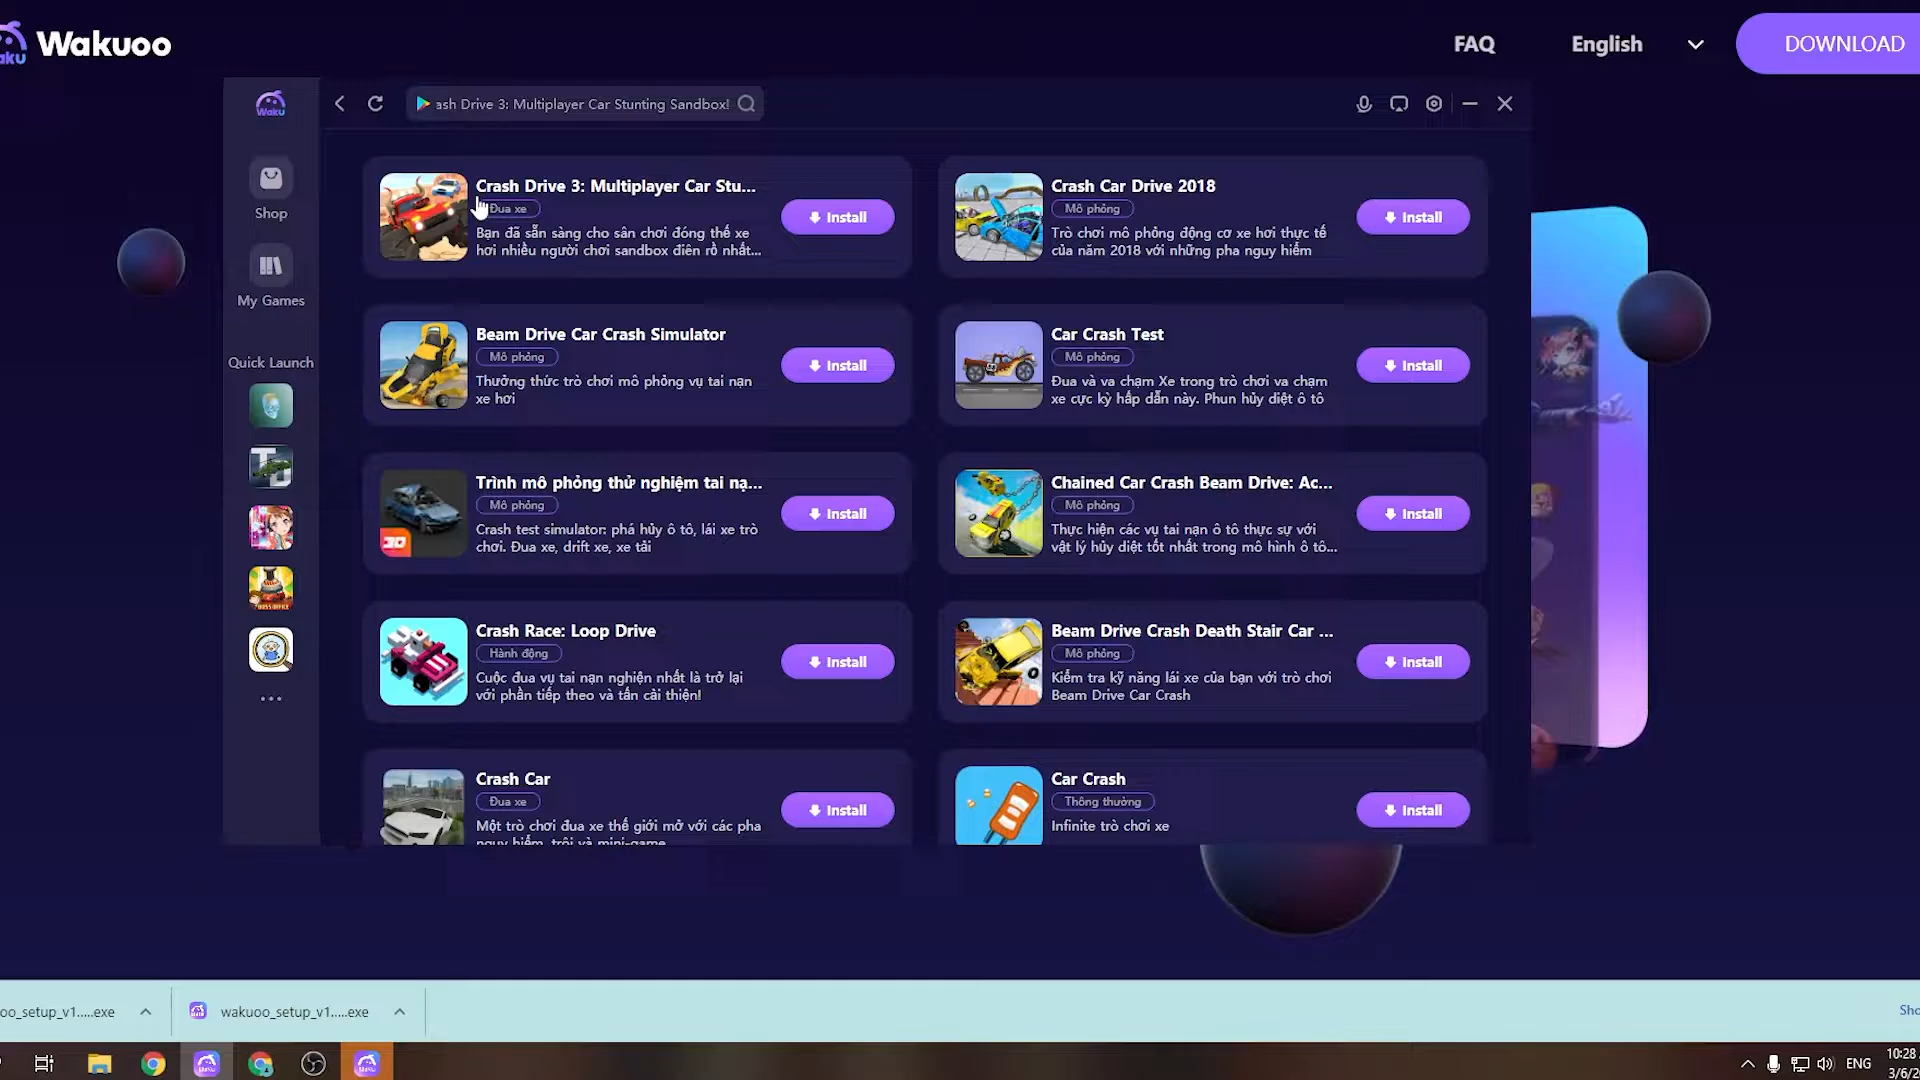 Wakuoo
FAQ
English
DOWNLOAD
Waku
ash Drive 3: Multiplayer Car Stunting Sandbox!
Shop
My Games
Quick Launch
Crash Drive 3: Multiplayer Car Stu...
Đua xe
Bạn đã sẵn sàng cho sân chơi đóng thế xe
hơi nhiều người chơi sandbox điên rồ nhất...
Install
Crash Car Drive 2018
Mô phỏng
Trò chơi mô phỏng động cơ xe hơi thực tế
của năm 2018 với những pha nguy hiểm
Install
Beam Drive Car Crash Simulator
Mô phỏng
Thưởng thức trò chơi mô phỏng vụ tai nạn
xe hơi
Install
Car Crash Test
Mô phỏng
Đua và va chạm Xe trong trò chơi va chạm
xe cực kỳ hấp dẫn này. Phun hủy diệt ô tô
Install
Trình mô phỏng thử nghiệm tai nạ...
Mô phỏng
Crash test simulator: phá hủy ô tô, lái xe trò
chơi. Đua xe, drift xe, xe tải
Install
3D
Chained Car Crash Beam Drive: Ac...
Mô phỏng
Thực hiện các vụ tai nạn ô tô thực sự với
vật lý hủy diệt tốt nhất trong mô hình ô tô...
Install
Crash Race: Loop Drive
Hành động
Cuộc đua vụ tai nạn nghiện nhất là trở lại
với phần tiếp theo và tấn cải thiện!
Install
Beam Drive Crash Death Stair Car ...
Mô phỏng
Kiểm tra kỹ năng lái xe của bạn với trò chơi
Beam Drive Car Crash
Install
Crash Car
Đua xe
Một trò chơi đua xe thế giới mở với các pha
nguy hiểm, trôi và mini-game
Install
Car Crash
Thông thường
Infinite trò chơi xe
Install
oo_setup_v1.....exe
wakuoo_setup_v1.....exe
Sho
ENG
10:28
3/6/2